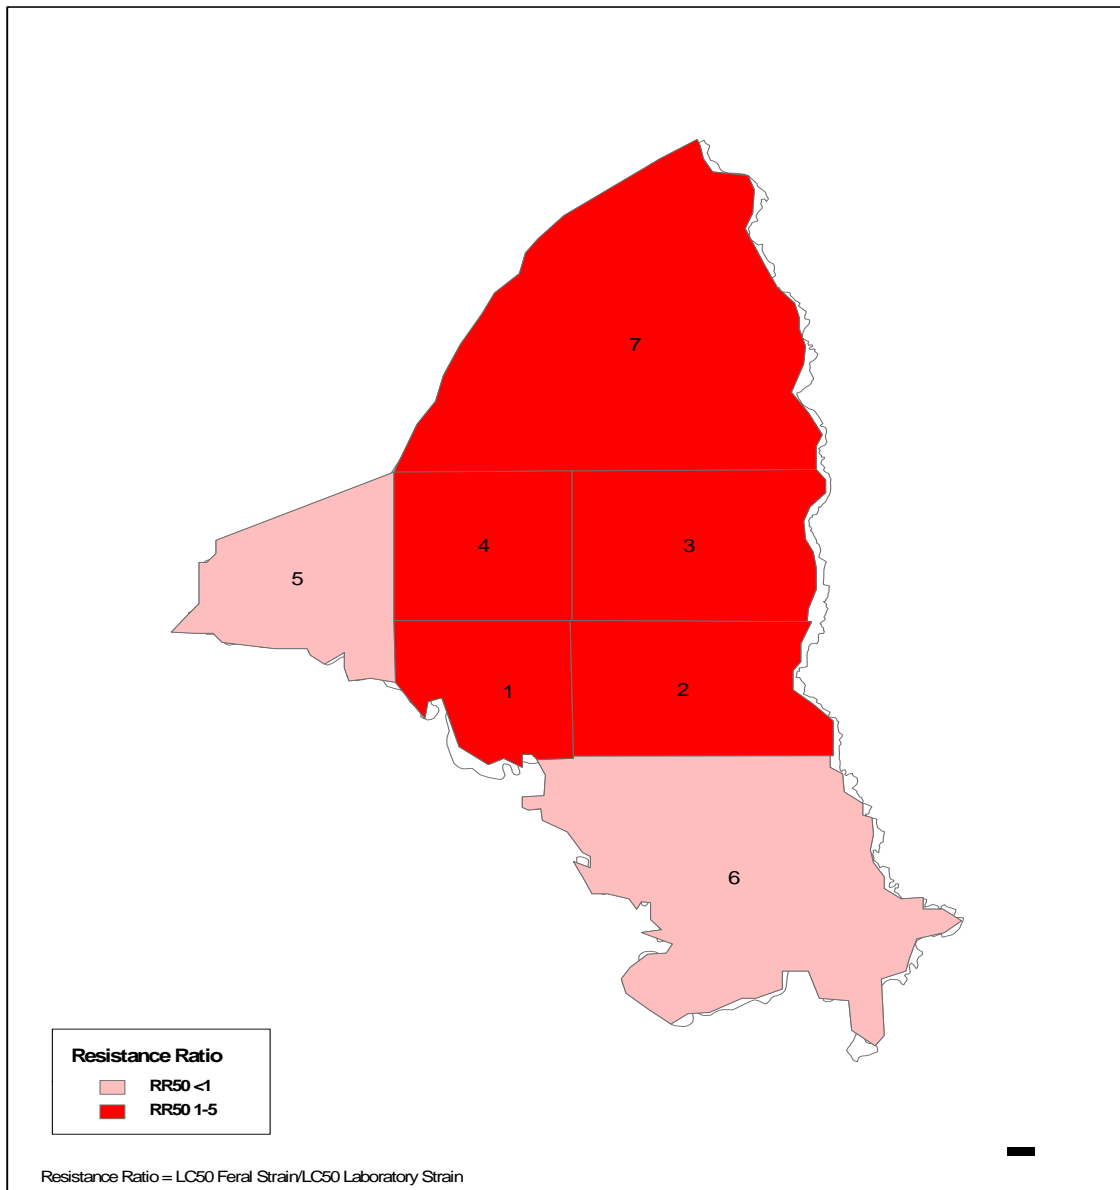 7
4
3
5
1
2
6
Resistance Ratio
RR50 <1
RR50 1-5
Resistance Ratio = LC50 Feral Strain/LC50 Laboratory Strain